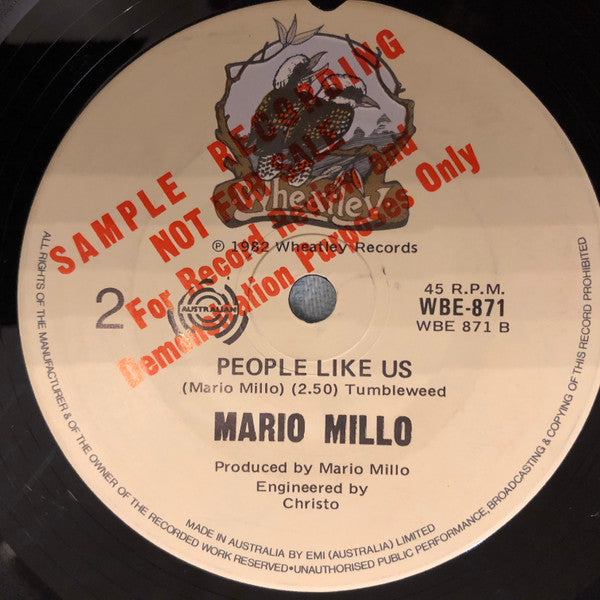 SAMPLE RECORDING
NOT FOR SALE
For Record Review and
Demonstration Purposes Only
Wheatley
℗ 1982 Wheatley Records
2
AUSTRALIAN
45 R.P.M.
WBE-871
WBE 871 B
PEOPLE LIKE US
(Mario Millo) (2.50) Tumbleweed
MARIO MILLO
Produced by Mario Millo
Engineered by
Christo
MADE IN AUSTRALIA BY EMI (AUSTRALIA) LIMITED
ALL RIGHTS OF THE MANUFACTURER & OF THE OWNER OF THE RECORDED WORK RESERVED•UNAUTHORISED PUBLIC PERFORMANCE, BROADCASTING & COPYING OF THIS RECORD PROHIBITED